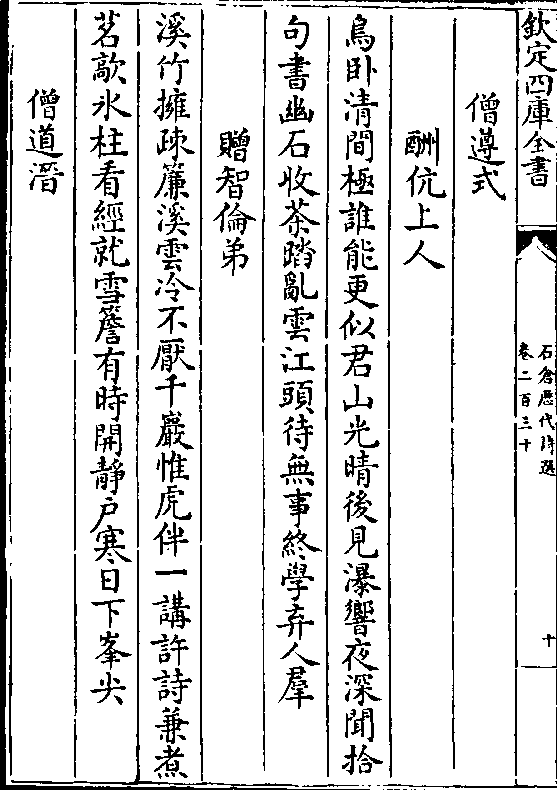 欽定四庫全書
石倉歷代詩選
卷二百三十
十
僧遵式
酬伉上人
鳥卧清閒極誰能更似君山光晴後見瀑響夜深聞拾
句書幽石收茶踏亂雲江頭待無事終學弃人羣
贈智倫弟
溪竹擁疎簾溪雲冷不厭千巖惟虎伴一講許詩兼煮
茗敲氷柱看經就雪簷有時開靜户寒日下峯尖
僧道潛